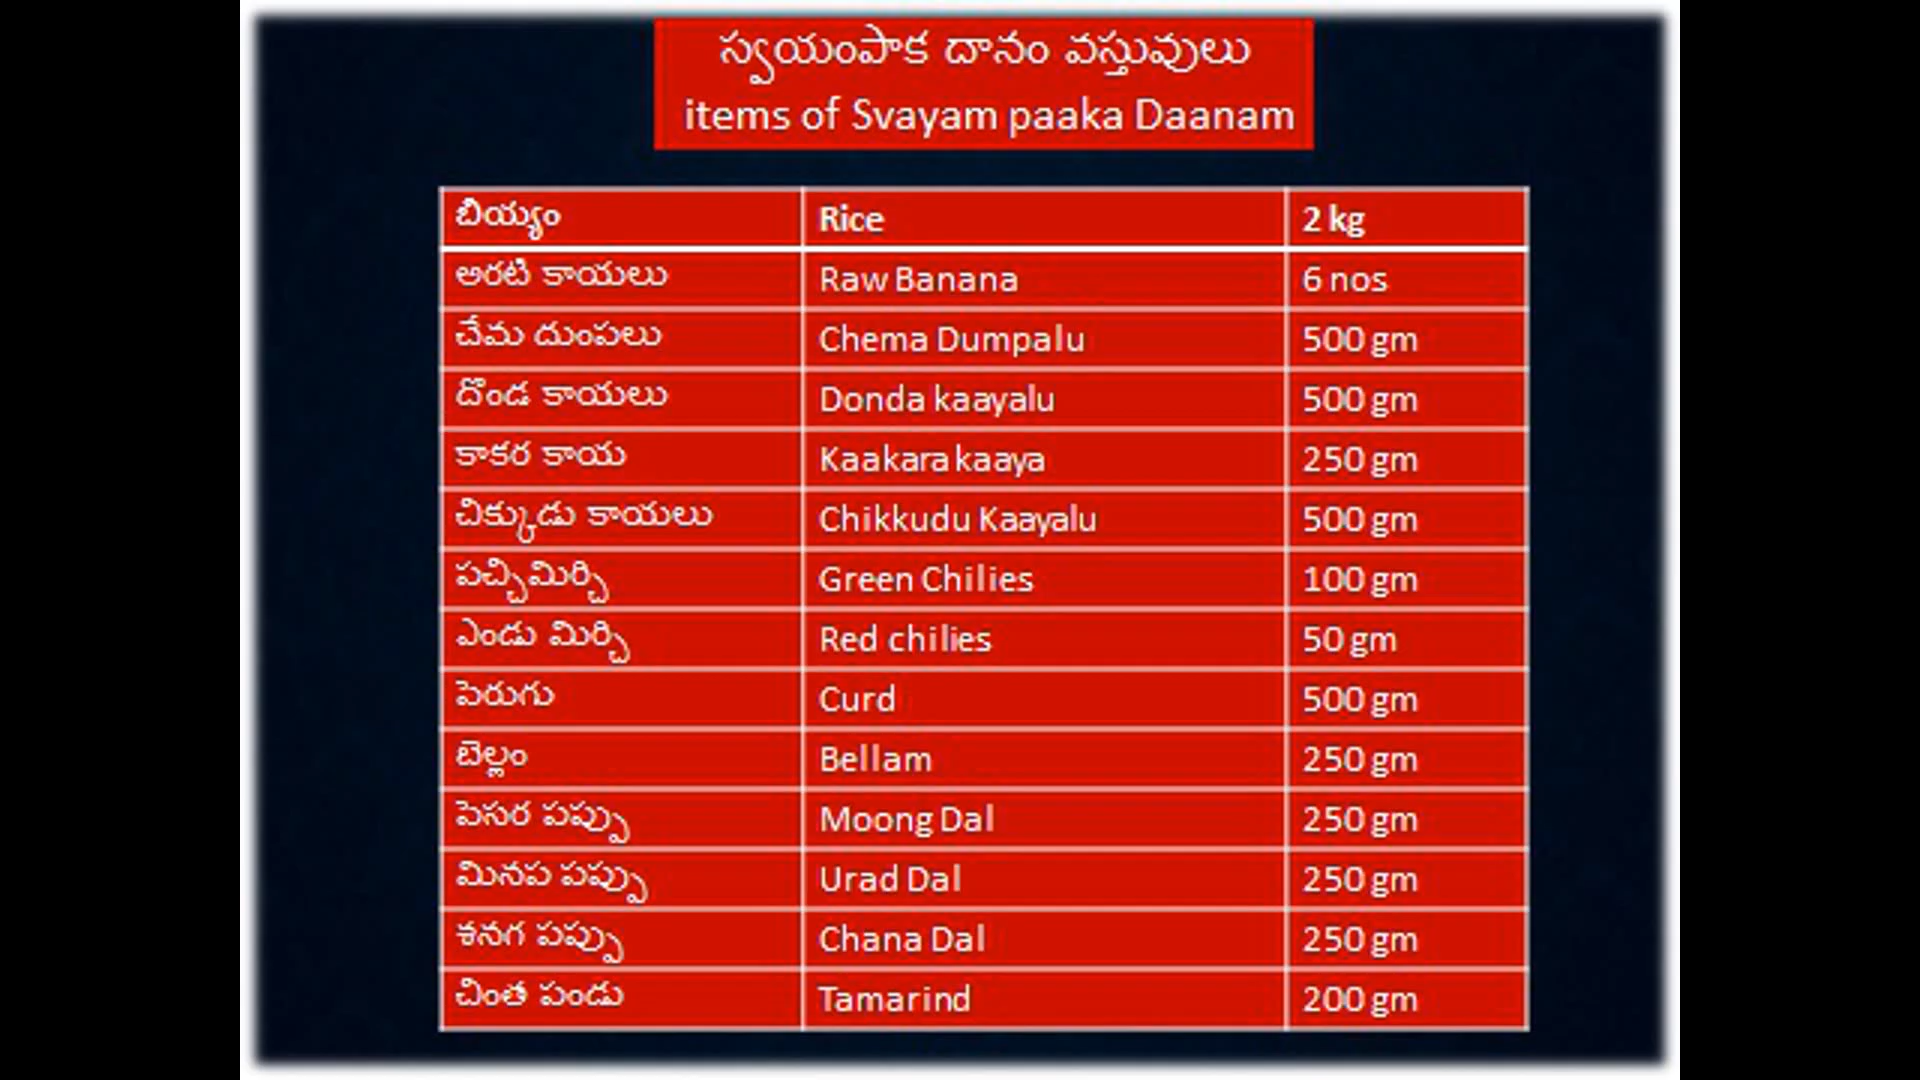 స్వయంపాక దానం వస్తువులు
items of Svayam paaka Daanam
బియ్యం Rice 2 kg
అరటి కాయలు Raw Banana 6 nos
చేమ దుంపలు Chema Dumpalu 500 gm
దొండ కాయలు Donda kaayalu 500 gm
కాకర కాయ Kaakara kaaya 250 gm
చిక్కుడు కాయలు Chikkudu Kaayalu 500 gm
పచ్చిమిర్చి Green Chilies 100 gm
ఎండు మిర్చి Red chilies 50 gm
పెరుగు Curd 500 gm
బెల్లం Bellam 250 gm
పెసర పప్పు Moong Dal 250 gm
మినప పప్పు Urad Dal 250 gm
శనగ పప్పు Chana Dal 250 gm
చింత పండు Tamarind 200 gm